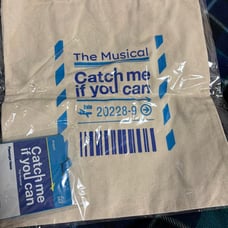 The Musical
Catch me
if you can
20228-9
Catch me
if you can